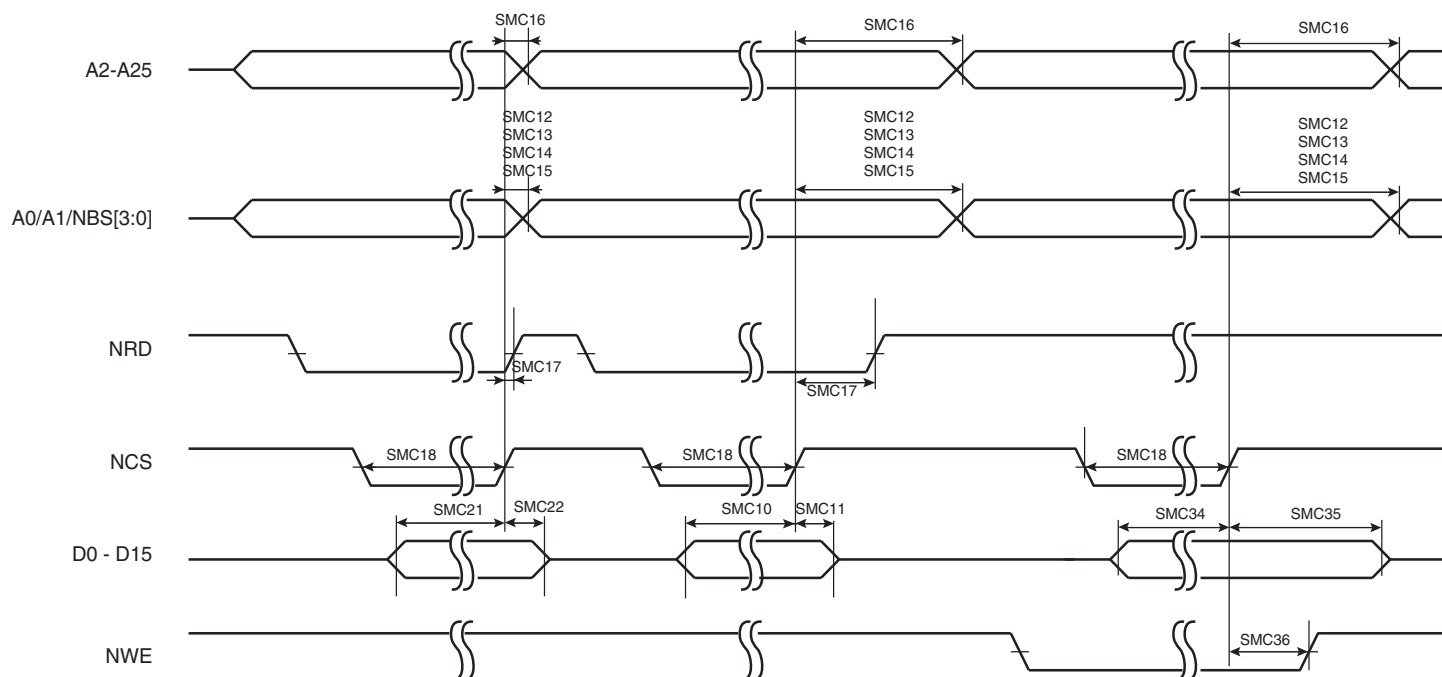 SMC16
SMC16
SMC16
A2-A25
SMC12
SMC13
SMC14
SMC15
SMC12
SMC13
SMC14
SMC15
SMC12
SMC13
SMC14
SMC15
A0/A1/NBS[3:0]
NRD
SMC17
SMC17
NCS
SMC18
SMC18
SMC18
SMC21
SMC22
SMC10
SMC11
SMC34
SMC35
D0 - D15
NWE
SMC36